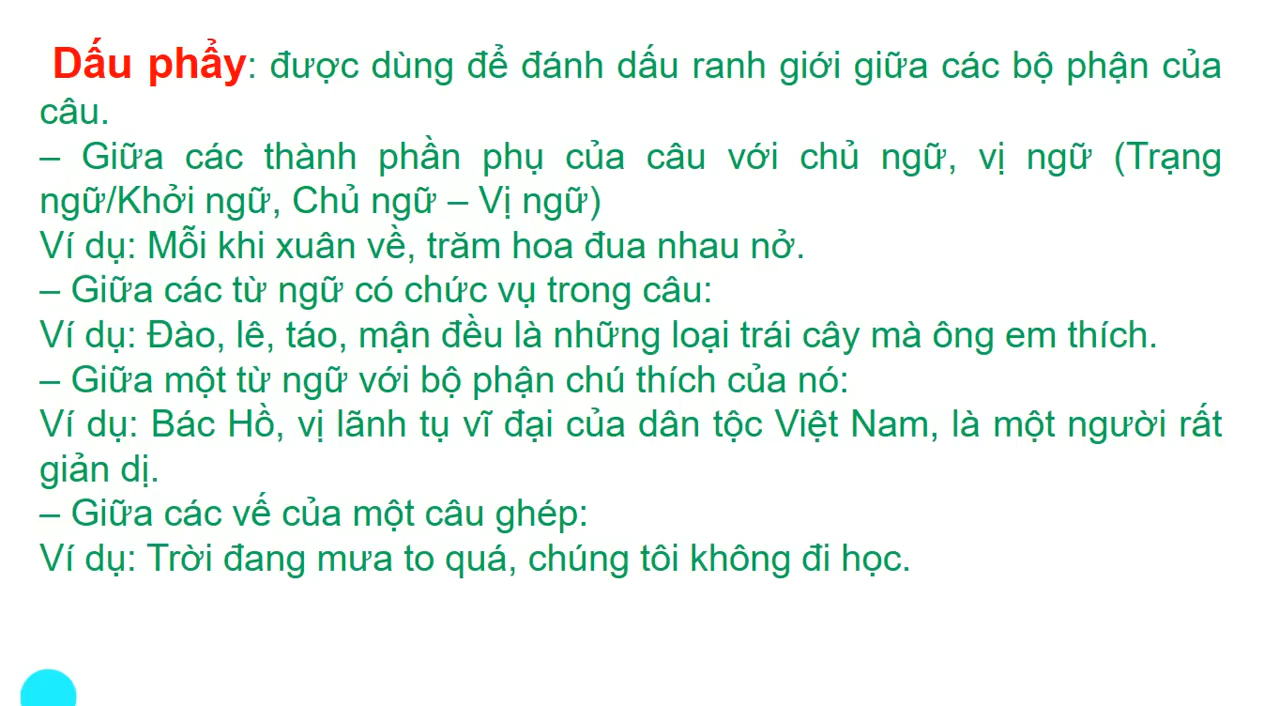 Dấu phẩy: được dùng để đánh dấu ranh giới giữa các bộ phận của
câu.
– Giữa các thành phần phụ của câu với chủ ngữ, vị ngữ (Trạng
ngữ/Khởi ngữ, Chủ ngữ – Vị ngữ)
Ví dụ: Mỗi khi xuân về, trăm hoa đua nhau nở.
– Giữa các từ ngữ có chức vụ trong câu:
Ví dụ: Đào, lê, táo, mận đều là những loại trái cây mà ông em thích.
– Giữa một từ ngữ với bộ phận chú thích của nó:
Ví dụ: Bác Hồ, vị lãnh tụ vĩ đại của dân tộc Việt Nam, là một người rất
giản dị.
– Giữa các vế của một câu ghép:
Ví dụ: Trời đang mưa to quá, chúng tôi không đi học.